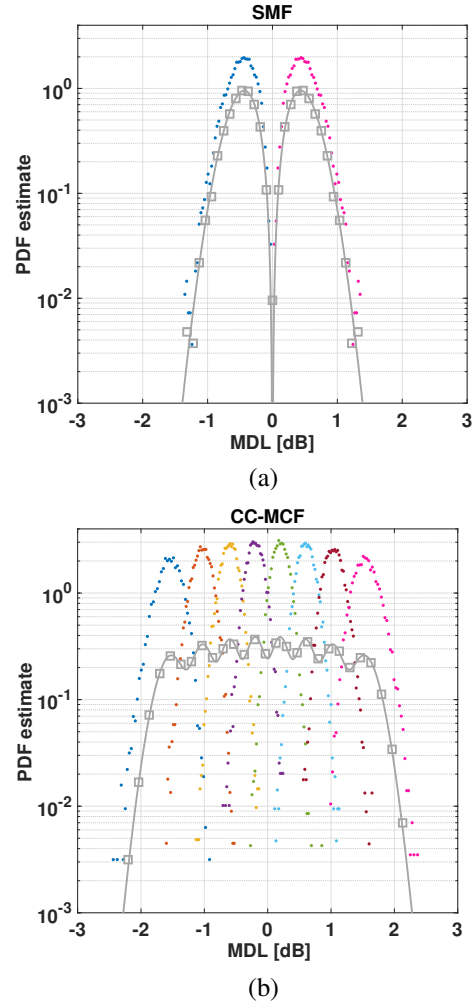 SMF
PDF estimate
10^0
10^-1
10^-2
10^-3
-3 -2 -1 0 1 2 3
MDL [dB]
(a)
CC-MCF
PDF estimate
10^0
10^-1
10^-2
10^-3
-3 -2 -1 0 1 2 3
MDL [dB]
(b)